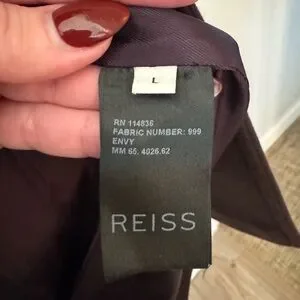 L
RN 114836
FABRIC NUMBER: 999
ENVY
MM 65. 4026.62
REISS